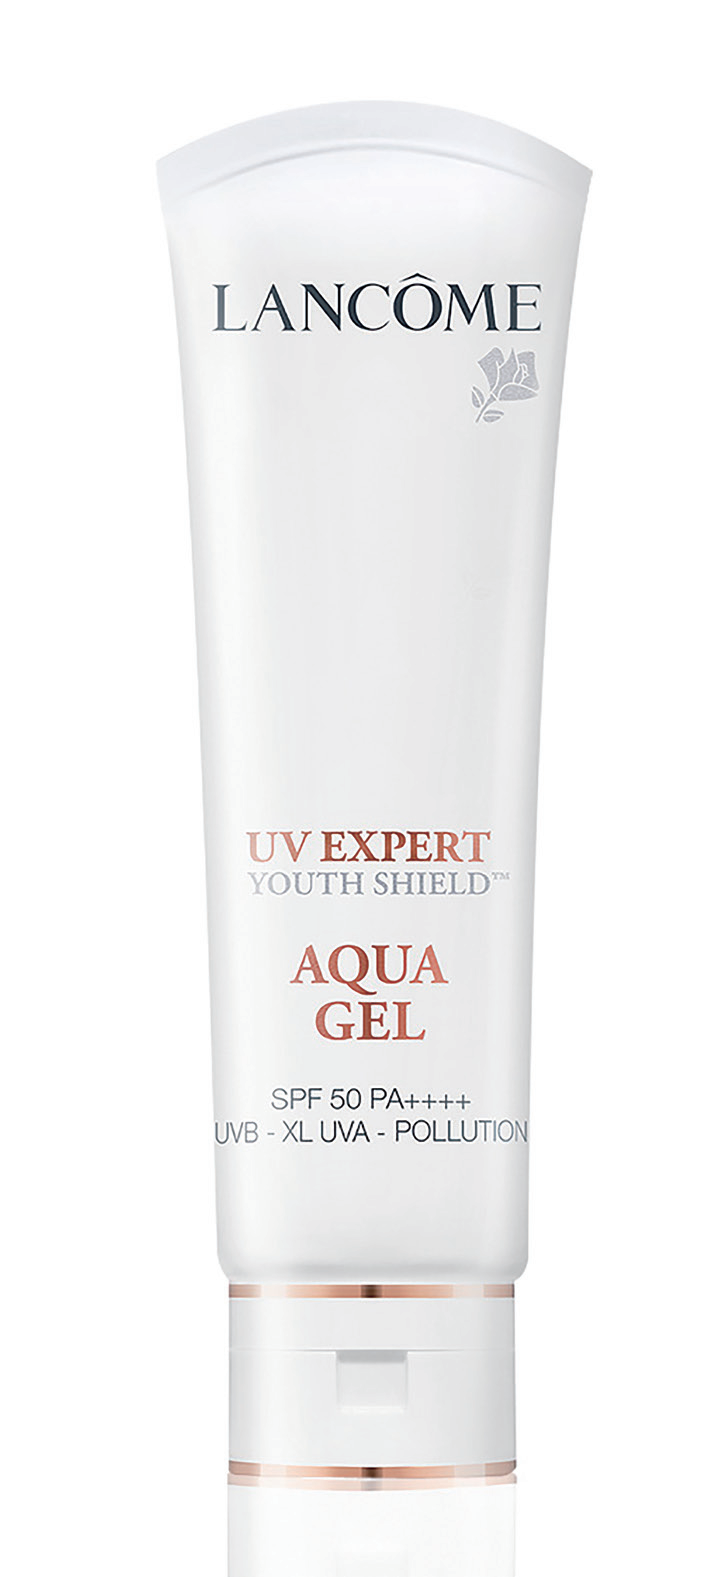 LANCÔME
UV EXPERT
YOUTH SHIELD™
AQUA
GEL
SPF 50 PA++++
UVB - XL UVA - POLLUTION